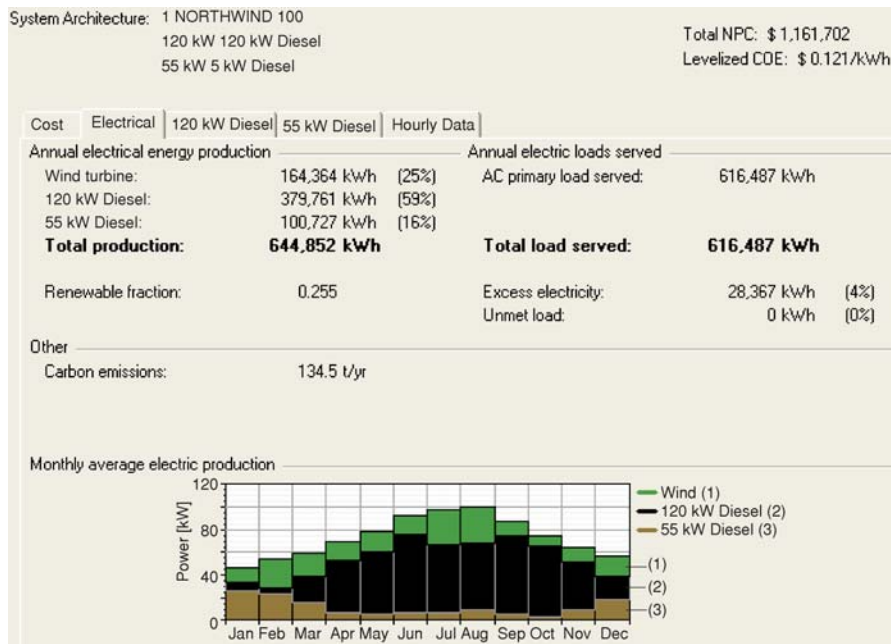 System Architecture: 1 NORTHWIND 100
120 kW 120 kW Diesel
55 kW 5 kW Diesel
Total NPC: $ 1,161,702
Levelized COE: $ 0.121/kWh
Cost Electrical 120 kW Diesel 55 kW Diesel Hourly Data
Annual electrical energy production
Wind turbine: 164,364 kWh (25%)
120 kW Diesel: 379,761 kWh (59%)
55 kW Diesel: 100,727 kWh (16%)
Total production: 644,852 kWh
Renewable fraction: 0.255
Annual electric loads served
AC primary load served: 616,487 kWh
Total load served: 616,487 kWh
Excess electricity: 28,367 kWh (4%)
Unmet load: 0 kWh (0%)
Other
Carbon emissions: 134.5 t/yr
Monthly average electric production
Power [kW]
120
80
40
0
Jan Feb Mar Apr May Jun Jul Aug Sep Oct Nov Dec
Wind (1)
120 kW Diesel (2)
55 kW Diesel (3)
(1)
(2)
(3)